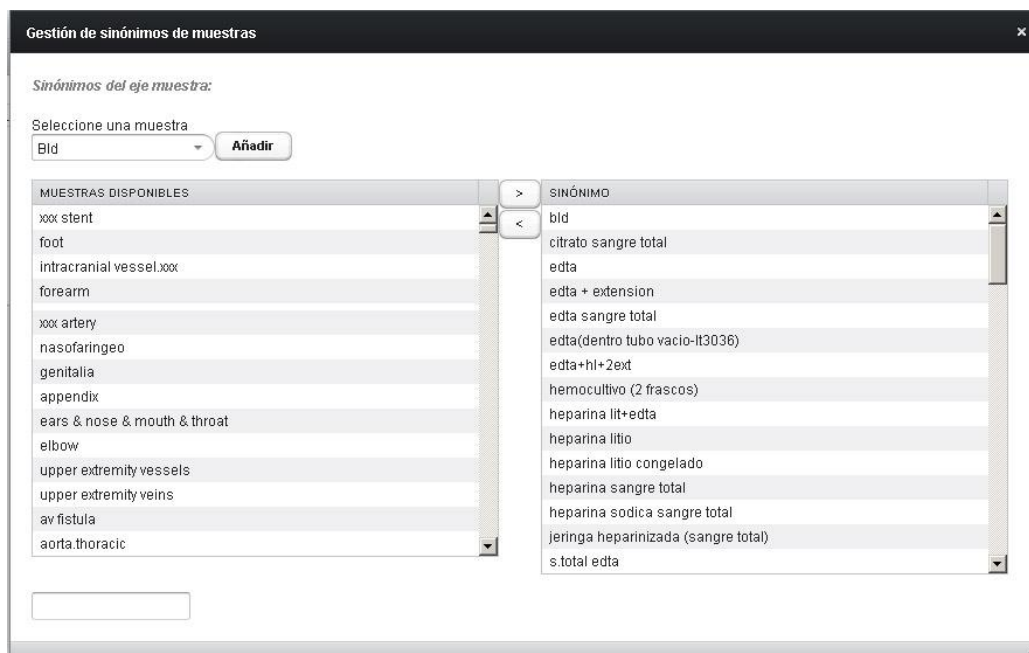 Gestión de sinónimos de muestras
×
Sinónimos del eje muestra:
Seleccione una muestra
Bld
Añadir
MUESTRAS DISPONIBLES
xxx stent
foot
intracranial vessel.xxx
forearm
xxx artery
nasofaringeo
genitalia
appendix
ears & nose & mouth & throat
elbow
upper extremity vessels
upper extremity veins
av fistula
aorta.thoracic
>
<
SINÓNIMO
bld
citrato sangre total
edta
edta + extension
edta sangre total
edta(dentro tubo vacio-lt3036)
edta+hl+2ext
hemocultivo (2 frascos)
heparina lit+edta
heparina litio
heparina litio congelado
heparina sangre total
heparina sodica sangre total
jeringa heparinizada (sangre total)
s.total edta